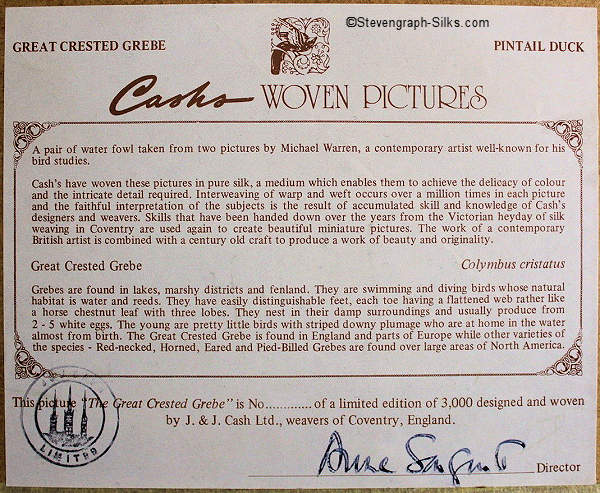 ©Stevengraph-Silks.com
GREAT CRESTED GREBE
PINTAIL DUCK
Cash's WOVEN PICTURES
A pair of water fowl taken from two pictures by Michael Warren, a contemporary artist well-known for his
bird studies.
Cash's have woven these pictures in pure silk, a medium which enables them to achieve the delicacy of colour
and the intricate detail required. Interweaving of warp and weft occurs over a million times in each picture
and the faithful interpretation of the subjects is the result of accumulated skill and knowledge of Cash's
designers and weavers. Skills that have been handed down over the years from the Victorian heyday of silk
weaving in Coventry are used again to create beautiful miniature pictures. The work of a contemporary
British artist is combined with a century old craft to produce a work of beauty and originality.
Great Crested Grebe Colymbus cristatus
Grebes are found in lakes, marshy districts and fenland. They are swimming and diving birds whose natural
habitat is water and reeds. They have easily distinguishable feet, each toe having a flattened web rather like
a horse chestnut leaf with three lobes. They nest in their damp surroundings and usually produce from
2 - 5 white eggs. The young are pretty little birds with striped downy plumage who are at home in the water
almost from birth. The Great Crested Grebe is found in England and parts of Europe while other varieties of
the species - Red-necked, Horned, Eared and Pied-Billed Grebes are found over large areas of North America.
This picture "The Great Crested Grebe" is No............. of a limited edition of 3,000 designed and woven
by J. & J. Cash Ltd., weavers of Coventry, England.
LIMITED
Director